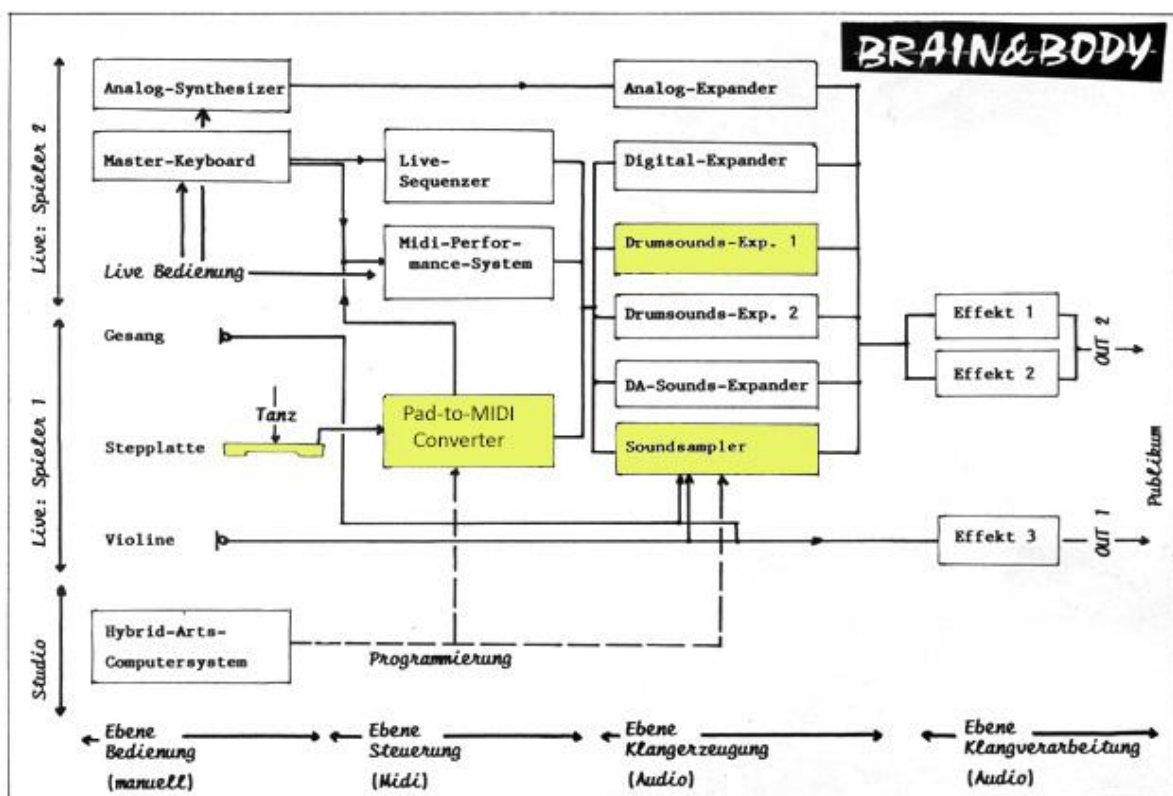 BRAIN&BODY
Live: Spieler 2
Analog-Synthesizer
Analog-Expander
Master-Keyboard
Live-
Sequenzer
Digital-Expander
Midi-Perfor-
mance-System
Drumsounds-Exp. 1
Live Bedienung
Live: Spieler 1
Gesang
Drumsounds-Exp. 2
Effekt 1
Effekt 2
OUT 2
DA-Sounds-Expander
Tanz
Stepplatte
Pad-to-MIDI
Converter
Soundsampler
Publikum
Violine
Effekt 3
OUT 1
Studio
Hybrid-Arts-
Computersystem
Programmierung
Ebene
Bedienung
(manuell)
Ebene
Steuerung
(Midi)
Ebene
Klangerzeugung
(Audio)
Ebene
Klangverarbeitung
(Audio)